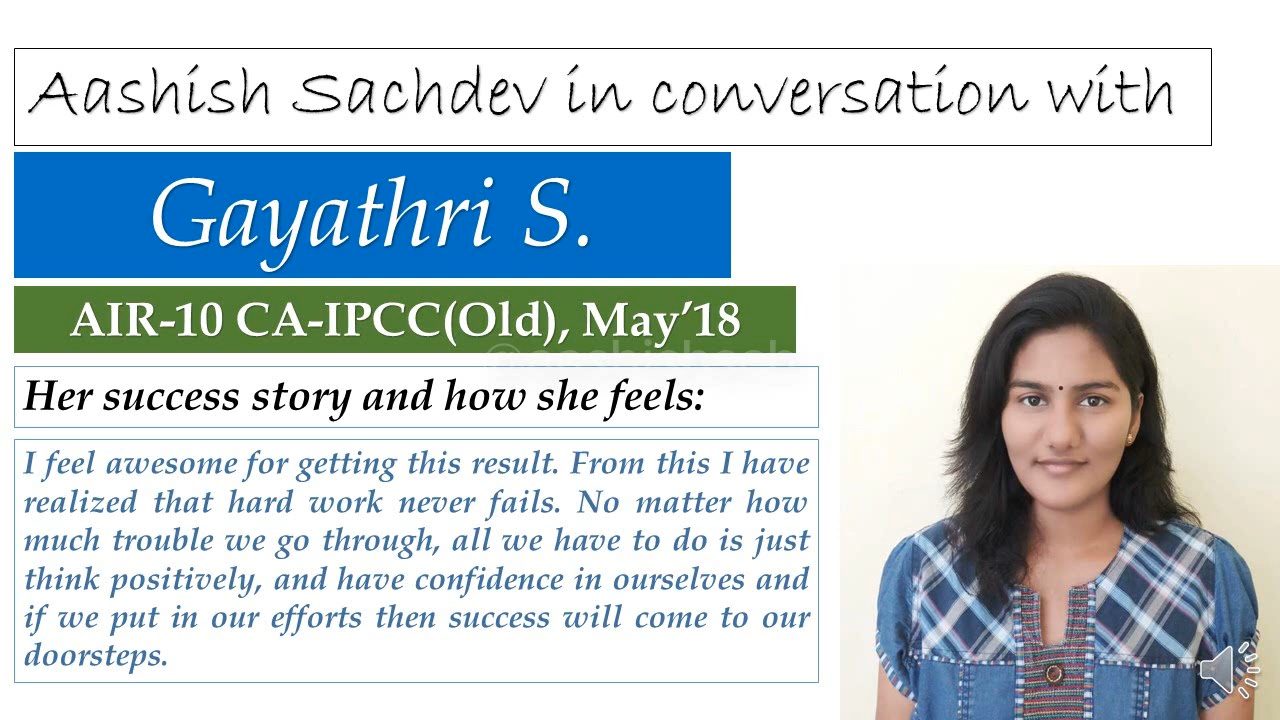 Aashish Sachdev in conversation with
Gayathri S.
AIR-10 CA-IPCC(Old), May’18
Her success story and how she feels:
I feel awesome for getting this result. From this I have
realized that hard work never fails. No matter how
much trouble we go through, all we have to do is just
think positively, and have confidence in ourselves and
if we put in our efforts then success will come to our
doorsteps.